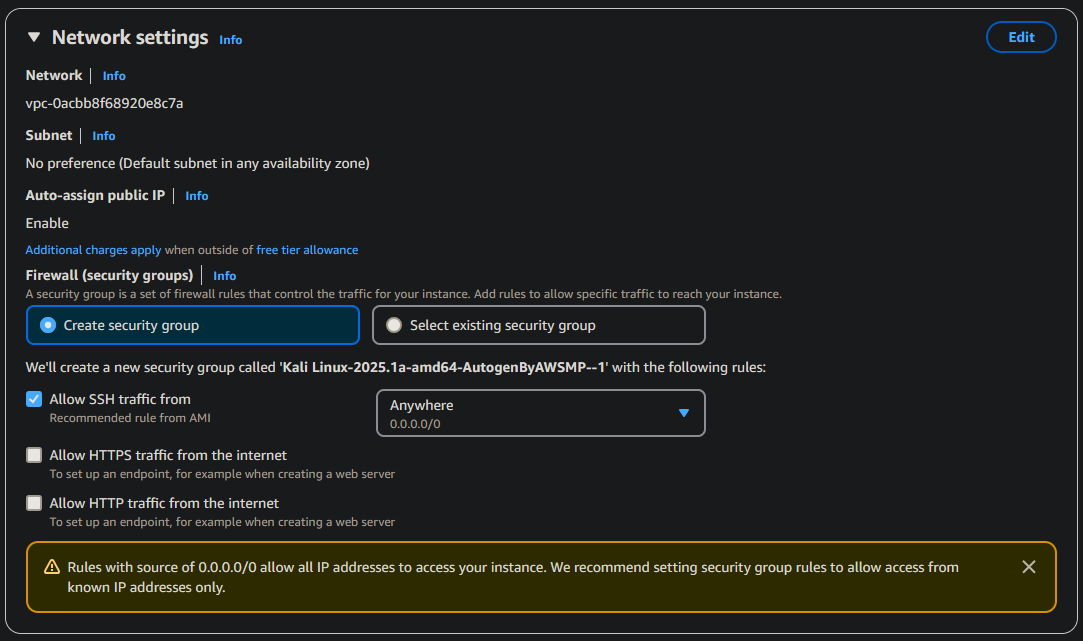 Network settings Info
Edit
Network Info
vpc-0acbb8f68920e8c7a
Subnet Info
No preference (Default subnet in any availability zone)
Auto-assign public IP Info
Enable
Additional charges apply when outside of free tier allowance
Firewall (security groups) Info
A security group is a set of firewall rules that control the traffic for your instance. Add rules to allow specific traffic to reach your instance.
Create security group
Select existing security group
We'll create a new security group called 'Kali Linux-2025.1a-amd64-AutogenByAWSMP--1' with the following rules:
Allow SSH traffic from
Recommended rule from AMI
Anywhere
0.0.0.0/0
Allow HTTPS traffic from the internet
To set up an endpoint, for example when creating a web server
Allow HTTP traffic from the internet
To set up an endpoint, for example when creating a web server
Rules with source of 0.0.0.0/0 allow all IP addresses to access your instance. We recommend setting security group rules to allow access from
known IP addresses only.